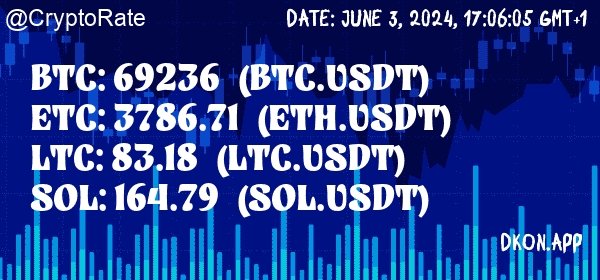 @CryptoRate
DATE: JUNE 3, 2024, 17:06:05 GMT+1
BTC: 69236 (BTC.USDT)
ETC: 3786.71 (ETH.USDT)
LTC: 83.18 (LTC.USDT)
SOL: 164.79 (SOL.USDT)
DKON.APP